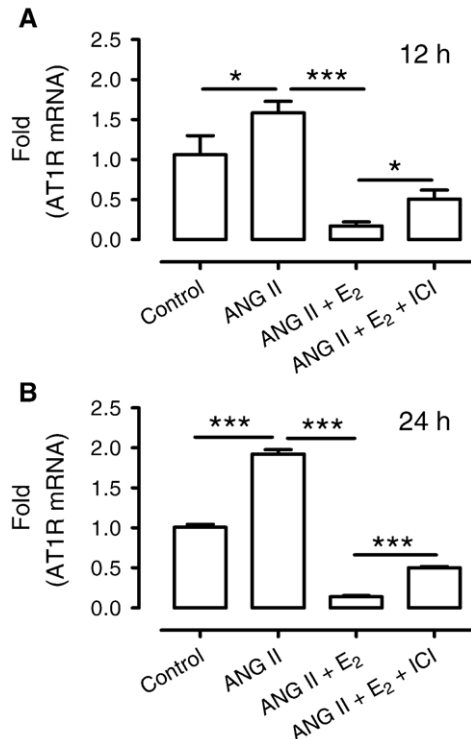 A
12 h
Fold
(AT1R mRNA)
2.5
2.0
1.5
1.0
0.5
0.0
*
***
*
Control
ANG II
ANG II + E₂
ANG II + E₂ + ICI
B
24 h
Fold
(AT1R mRNA)
2.5
2.0
1.5
1.0
0.5
0.0
***
***
***
Control
ANG II
ANG II + E₂
ANG II + E₂ + ICI